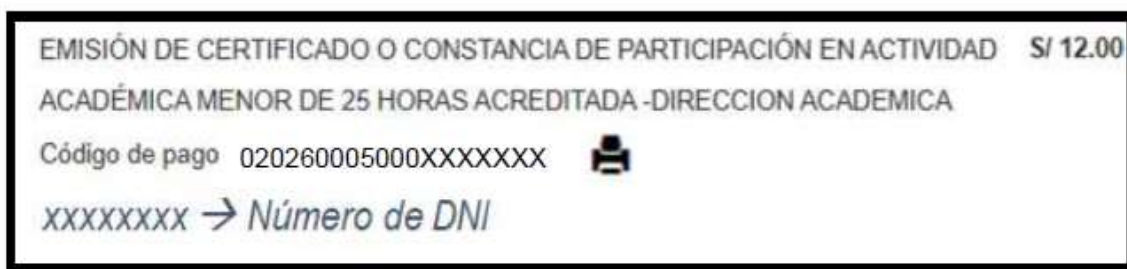 EMISIÓN DE CERTIFICADO O CONSTANCIA DE PARTICIPACIÓN EN ACTIVIDAD S/ 12.00
ACADÉMICA MENOR DE 25 HORAS ACREDITADA -DIRECCION ACADEMICA
Código de pago 020260005000XXXXXXX
xxxxxxxx → Número de DNI